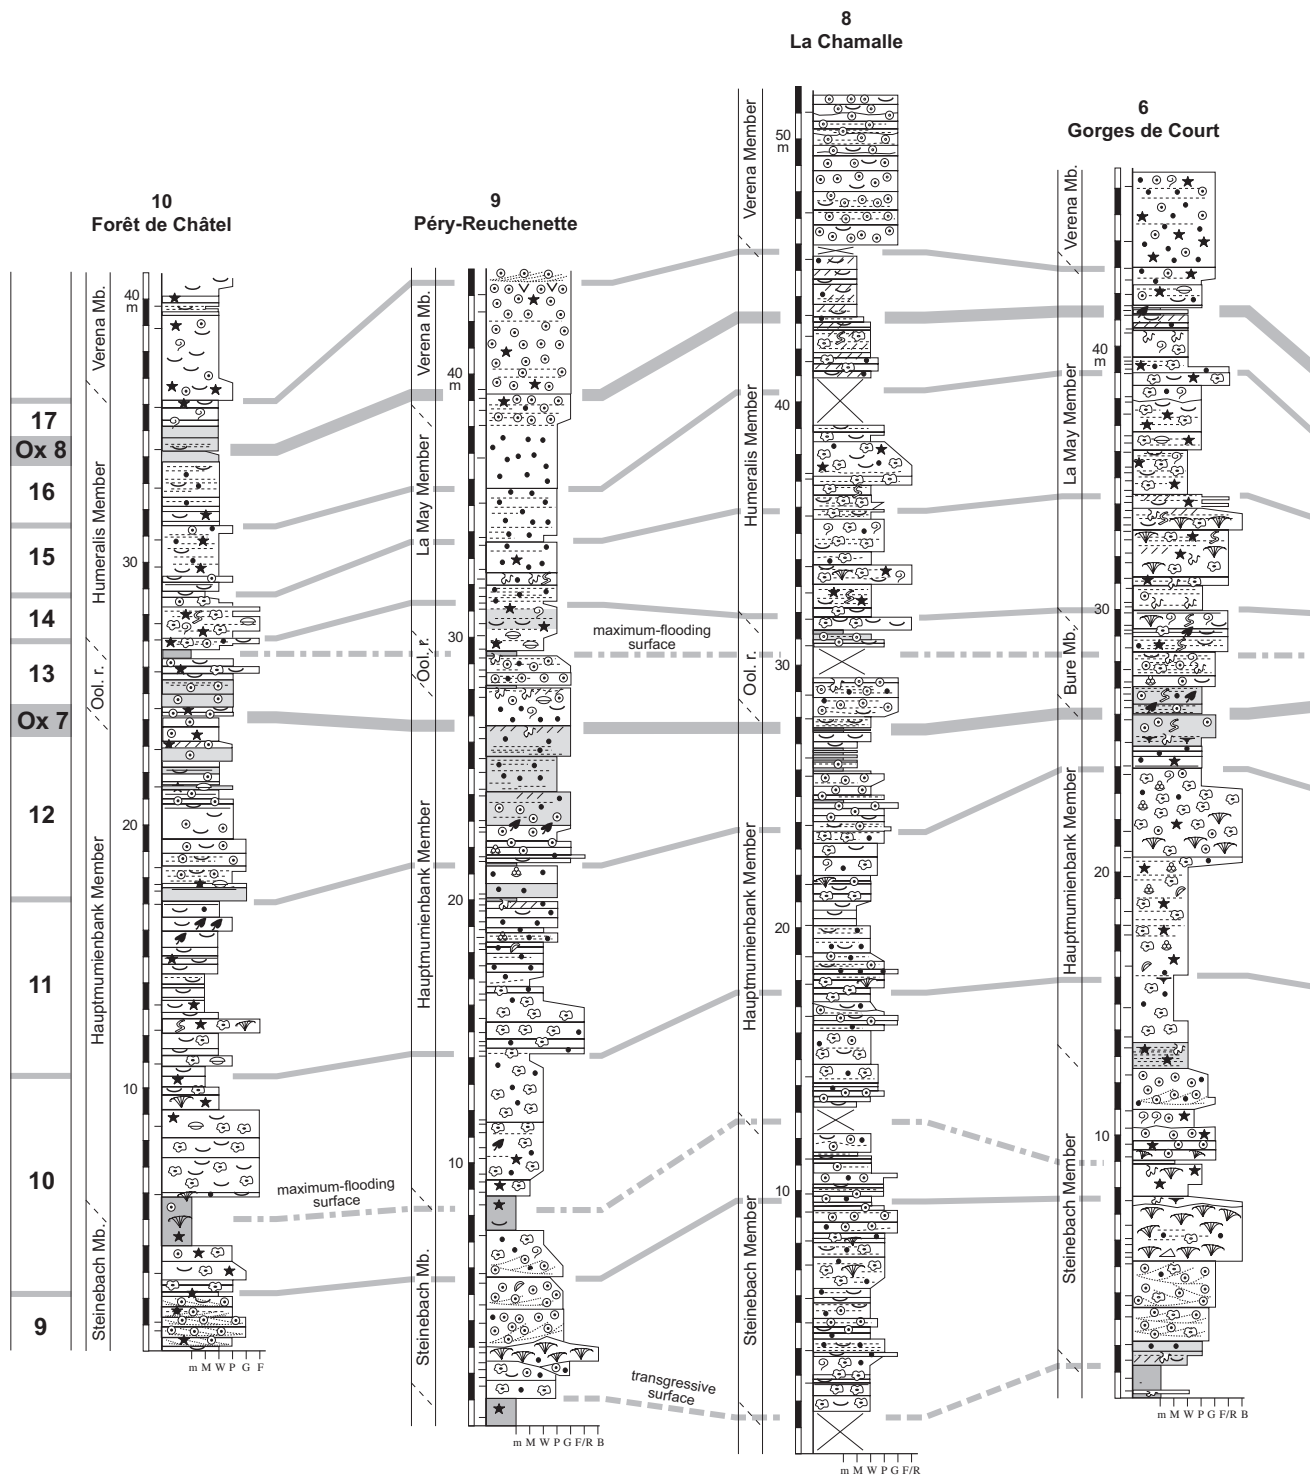 8
La Chamalle
6
Gorges de Court
10
Forêt de Châtel
9
Péry-Reuchenette
17
Ox 8
16
15
14
13
Ox 7
12
11
10
9
Verena Mb.
Humeralis Member
Ool. r.
Hauptmumienbank Member
Steinebach Mb.
40
m
30
20
10
m M W P G F
maximum-flooding
surface
Verena Mb.
La May Member
Ool. r.
Hauptmumienbank Member
Steinebach Mb.
40
m
30
20
10
m M W P G F/R B
maximum-flooding
surface
transgressive
surface
Verena Member
Humeralis Member
Ool. r.
Hauptmumienbank Member
Steinebach Member
50
m
40
30
20
10
m M W P G F/R
Verena Mb.
La May Member
Bure Mb.
Hauptmumienbank Member
Steinebach Member
40
m
30
20
10
m M W P G F/R B